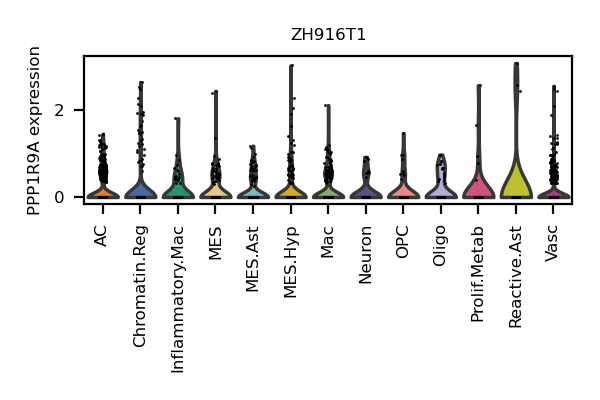 ZH916T1
PPP1R9A expression
2
0
AC
Chromatin.Reg
Inflammatory.Mac
MES
MES.Ast
MES.Hyp
Mac
Neuron
OPC
Oligo
Prolif.Metab
Reactive.Ast
Vasc